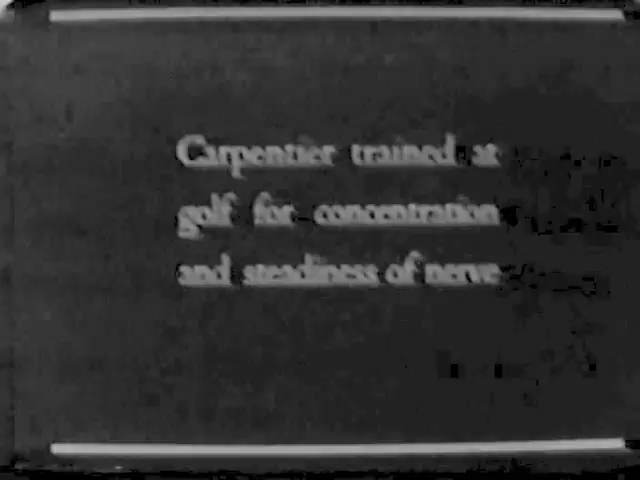 Carpentier trained at
golf for concentration
and steadiness of nerve